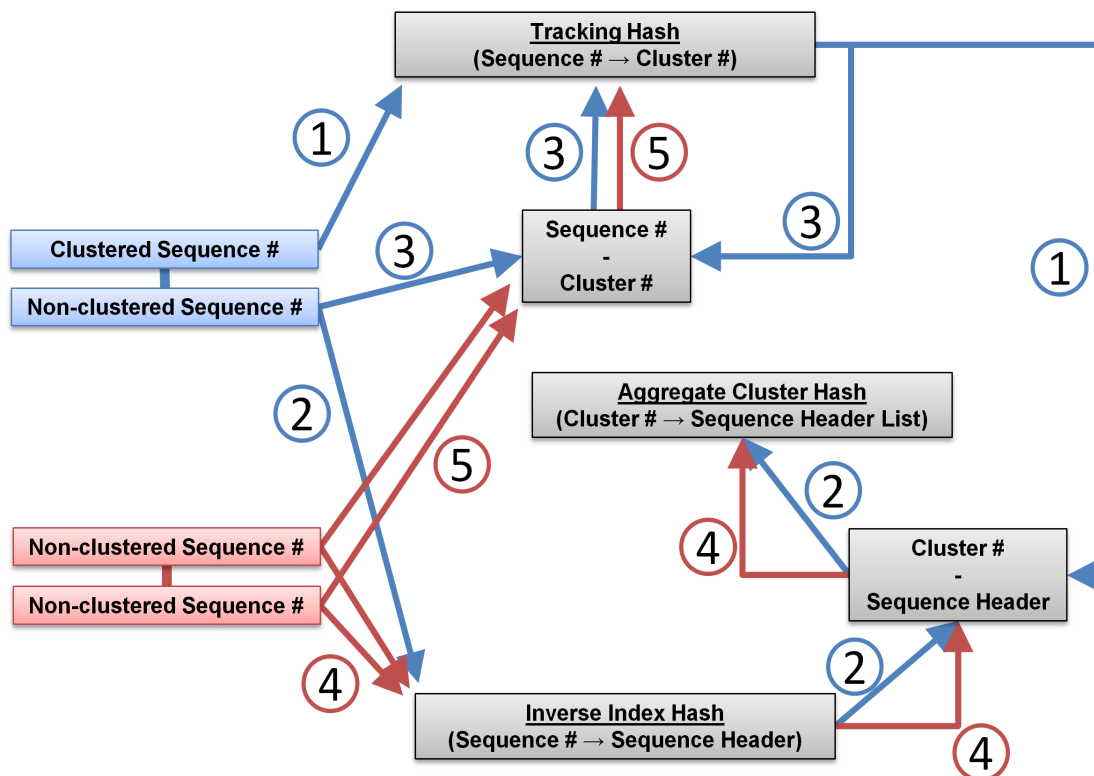 Tracking Hash
(Sequence # → Cluster #)
1
3
5
Sequence #
-
Cluster #
3
1
Clustered Sequence #
3
Non-clustered Sequence #
2
Aggregate Cluster Hash
(Cluster # → Sequence Header List)
5
2
4
Cluster #
-
Sequence Header
Non-clustered Sequence #
Non-clustered Sequence #
4
2
Inverse Index Hash
(Sequence # → Sequence Header)
4